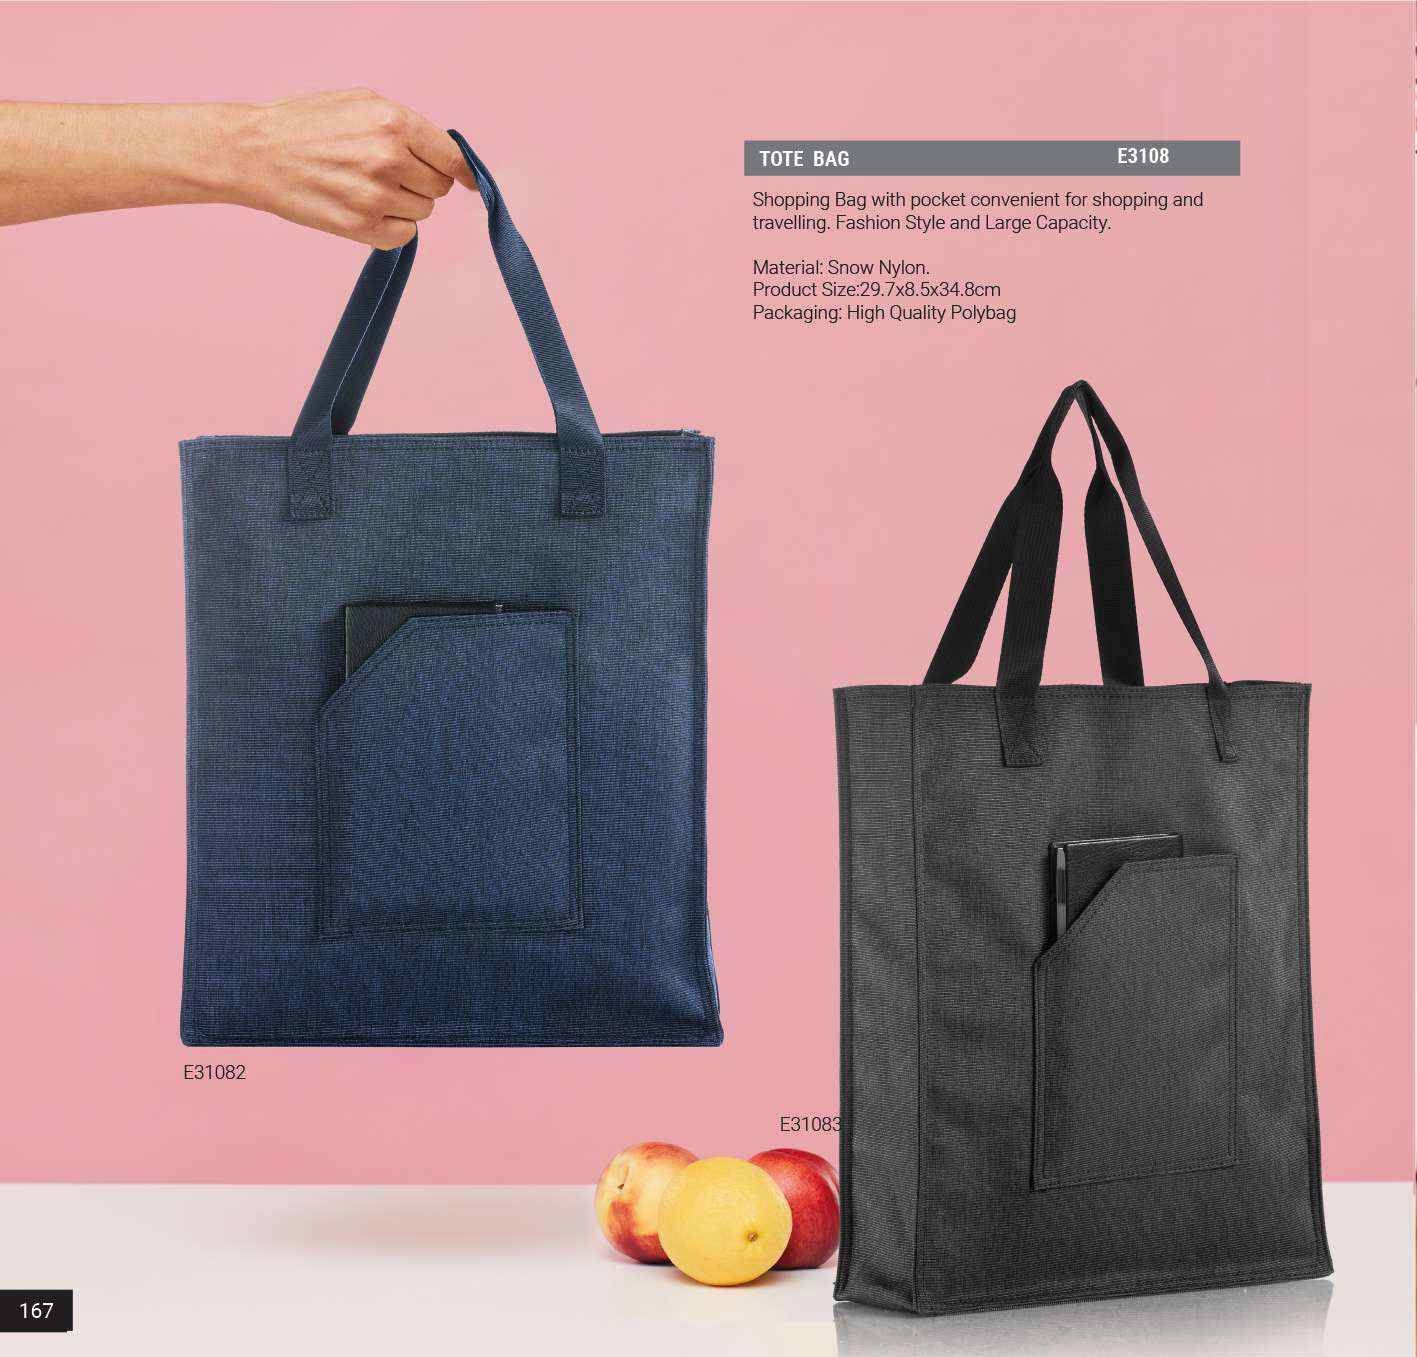 TOTE BAG E3108
Shopping Bag with pocket convenient for shopping and
travelling. Fashion Style and Large Capacity.
Material: Snow Nylon.
Product Size:29.7x8.5x34.8cm
Packaging: High Quality Polybag
E31082
E31083
167